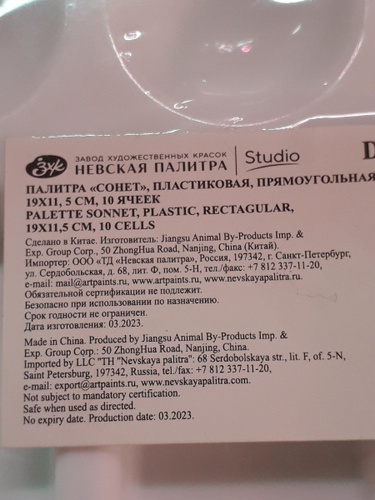 ЗХК
ЗАВОД ХУДОЖЕСТВЕННЫХ КРАСОК
НЕВСКАЯ ПАЛИТРА
Studio
ПАЛИТРА «СОНЕТ», ПЛАСТИКОВАЯ, ПРЯМОУГОЛЬНАЯ
19X11, 5 СМ, 10 ЯЧЕЕК
PALETTE SONNET, PLASTIC, RECTAGULAR,
19X11,5 CM, 10 CELLS
Сделано в Китае. Изготовитель: Jiangsu Animal By-Products Imp. &
Exp. Group Corp.; 50 ZhongHua Road, Nanjing, China (Китай).
Импортер: ООО «ТД «Невская палитра», Россия, 197342, г. Санкт-Петербург,
ул. Сердобольская, д. 68, лит. Ф, пом. 5-Н, тел./факс: +7 812 337-11-20,
e-mail: mail@artpaints.ru, www.artpaints.ru, www.nevskayapalitra.ru.
Обязательной сертификации не подлежит.
Безопасно при использовании по назначению.
Срок годности не ограничен.
Дата изготовления: 03.2023.
Made in China. Produced by Jiangsu Animal By-Products Imp. &
Exp. Group Corp.: 50 ZhongHua Road, Nanjing, China.
Imported by LLC "TH "Nevskaya palitra": 68 Serdobolskaya str., lit. F, of. 5-N,
Saint Petersburg, 197342, Russia, tel./fax: +7 812 337-11-20,
e-mail: export@artpaints.ru, www.nevskayapalitra.com.
Not subject to mandatory certification.
Safe when used as directed.
No expiry date. Production date: 03.2023.